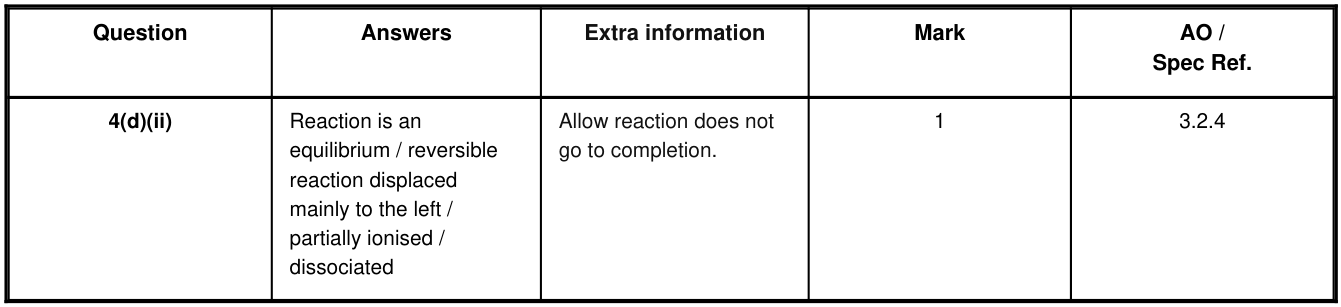 Question Answers Extra information Mark AO /
Spec Ref.
4(d)(ii) Reaction is an Allow reaction does not 1 3.2.4
equilibrium / reversible go to completion.
reaction displaced
mainly to the left /
partially ionised /
dissociated